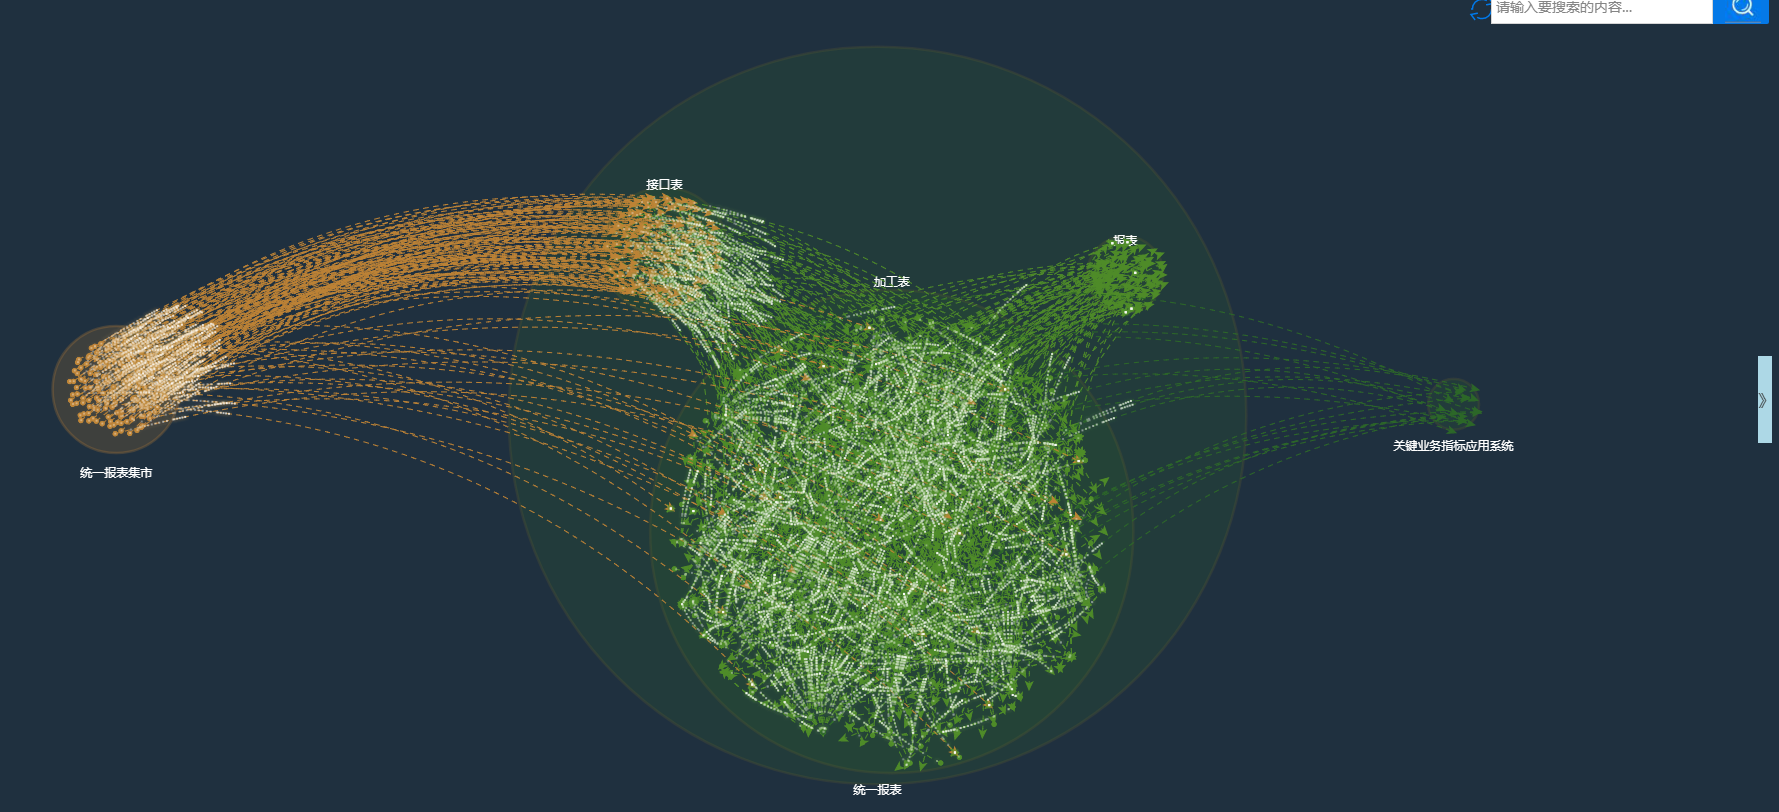 请输入要搜索的内容...
接口表
报表
加工表
》
关键业务指标应用系统
统一报表集市
统一报表